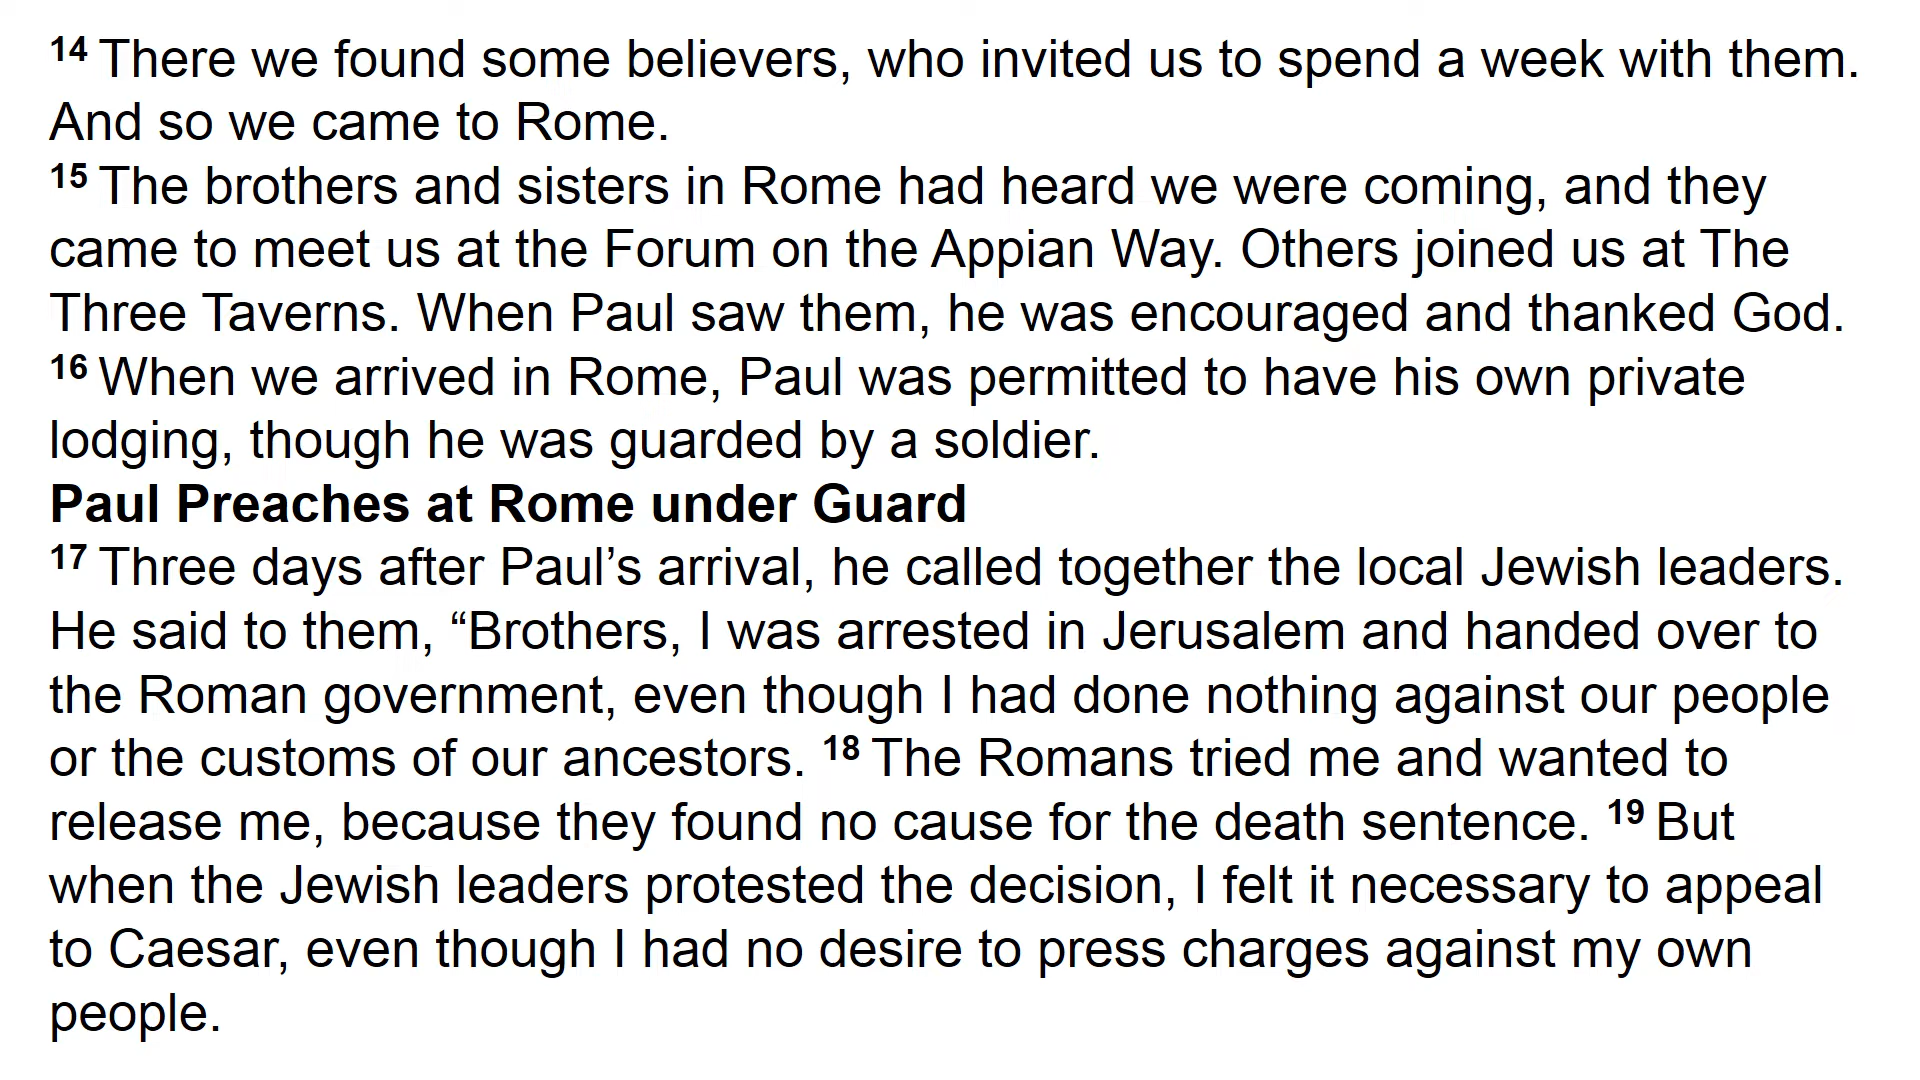 14 There we found some believers, who invited us to spend a week with them.
And so we came to Rome.
15 The brothers and sisters in Rome had heard we were coming, and they
came to meet us at the Forum on the Appian Way. Others joined us at The
Three Taverns. When Paul saw them, he was encouraged and thanked God.
16 When we arrived in Rome, Paul was permitted to have his own private
lodging, though he was guarded by a soldier.
Paul Preaches at Rome under Guard
17 Three days after Paul’s arrival, he called together the local Jewish leaders.
He said to them, “Brothers, I was arrested in Jerusalem and handed over to
the Roman government, even though I had done nothing against our people
or the customs of our ancestors. 18 The Romans tried me and wanted to
release me, because they found no cause for the death sentence. 19 But
when the Jewish leaders protested the decision, I felt it necessary to appeal
to Caesar, even though I had no desire to press charges against my own
people.